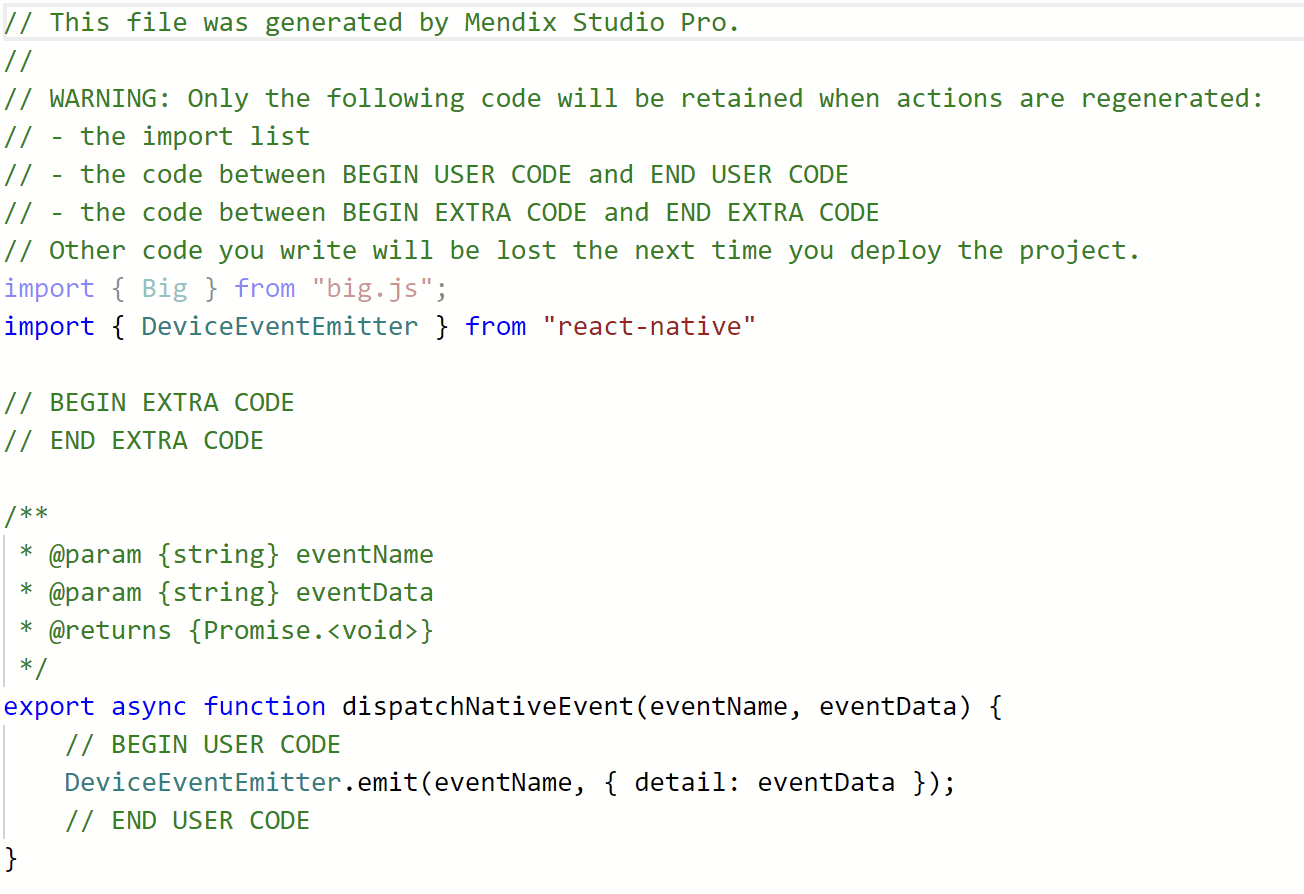 // This file was generated by Mendix Studio Pro.
//
// WARNING: Only the following code will be retained when actions are regenerated:
// - the import list
// - the code between BEGIN USER CODE and END USER CODE
// - the code between BEGIN EXTRA CODE and END EXTRA CODE
// Other code you write will be lost the next time you deploy the project.
import { Big } from "big.js";
import { DeviceEventEmitter } from "react-native"

// BEGIN EXTRA CODE
// END EXTRA CODE

/**
 * @param {string} eventName
 * @param {string} eventData
 * @returns {Promise.<void>}
 */
export async function dispatchNativeEvent(eventName, eventData) {
    // BEGIN USER CODE
    DeviceEventEmitter.emit(eventName, { detail: eventData });
    // END USER CODE
}